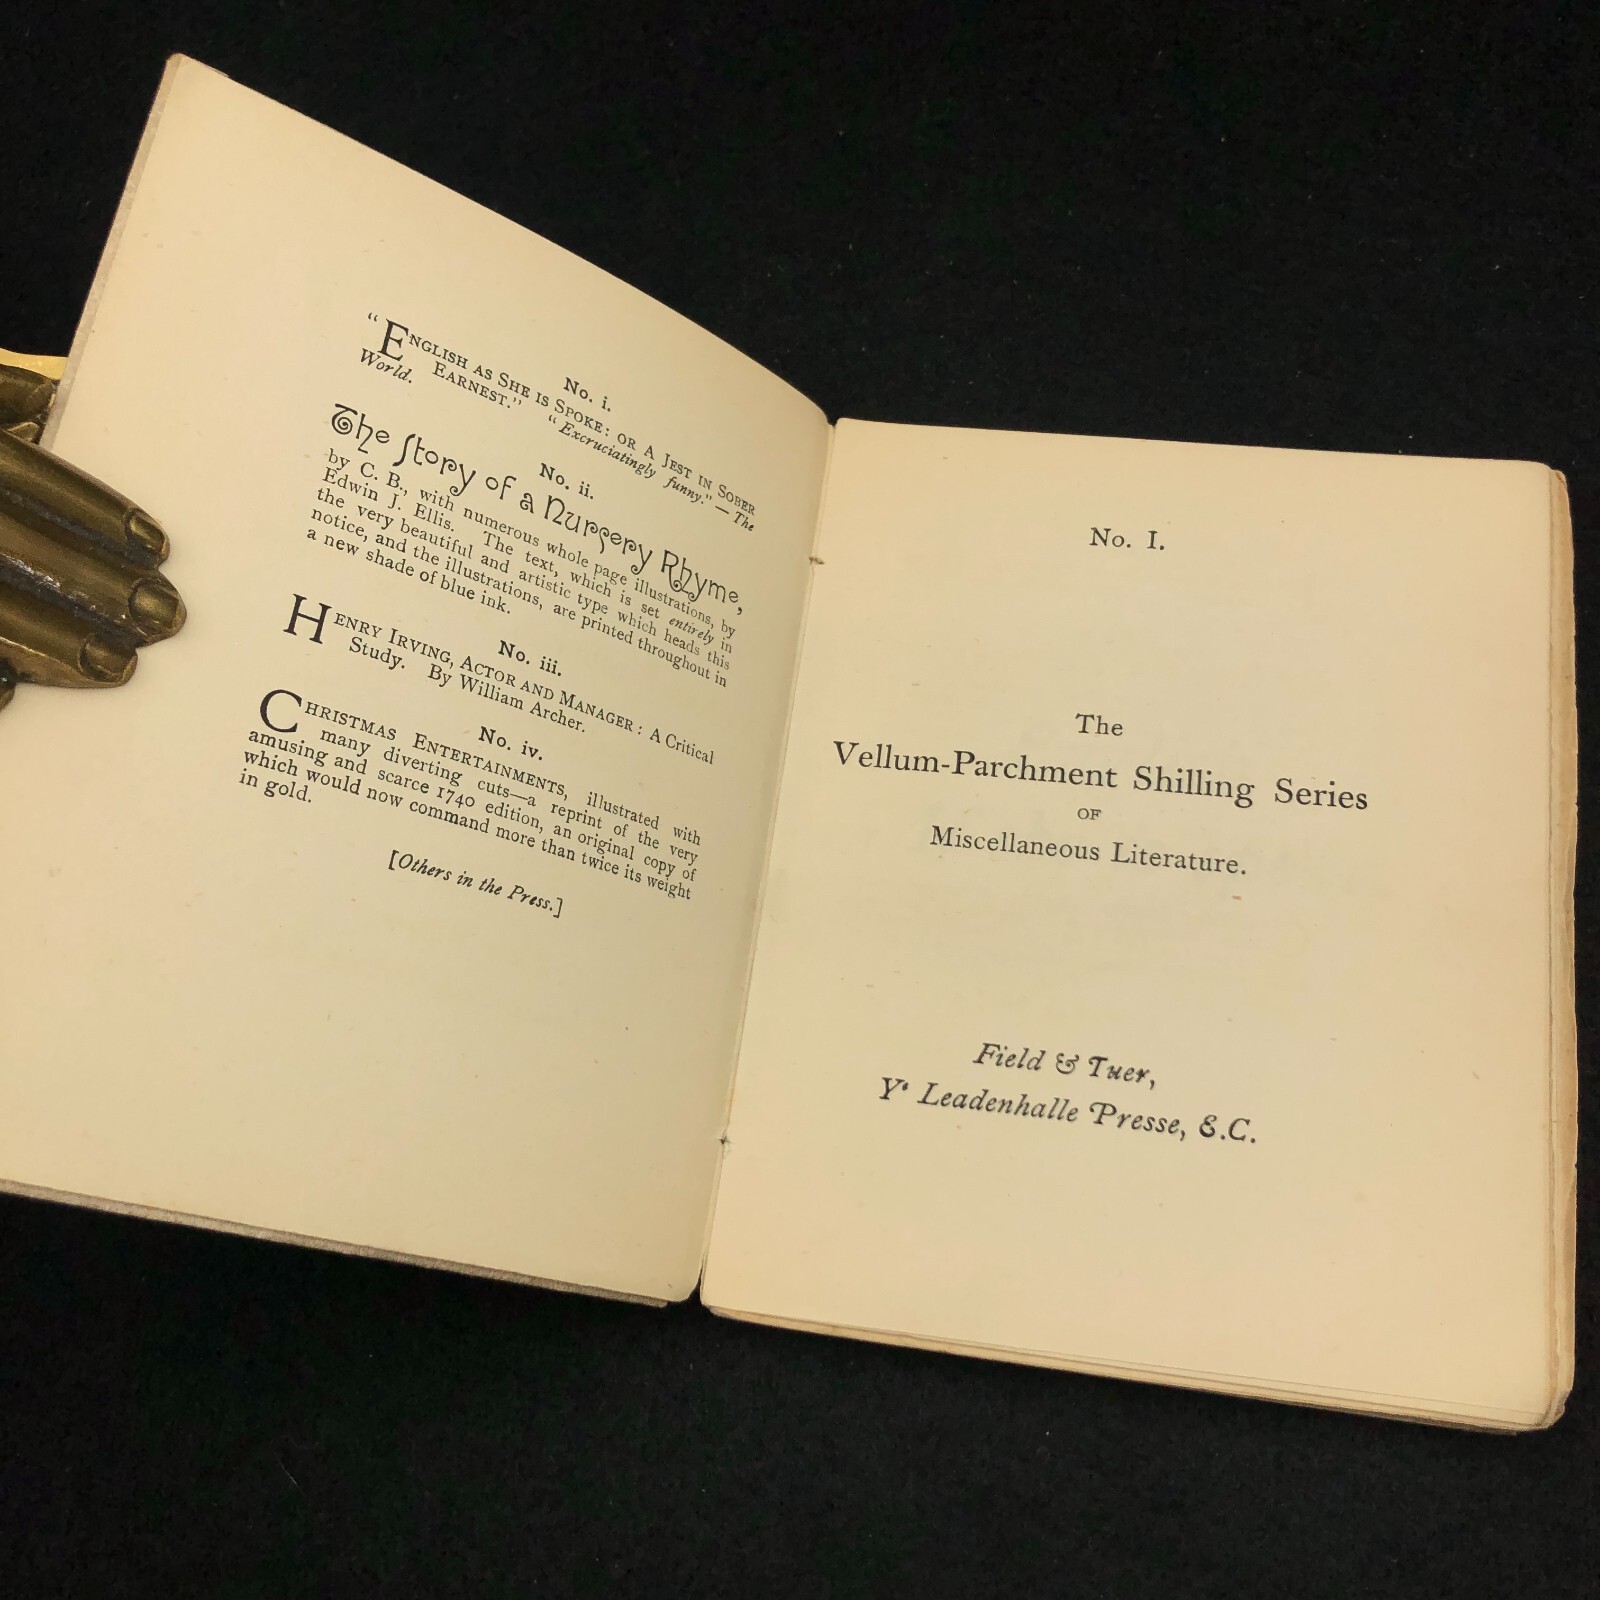 No. i.
“ENGLISH AS SHE IS SPOKE: OR A JEST IN SOBER
EARNEST.” “Excruciatingly funny.”—The
World.
No. ii.
The Story of a Nursery Rhyme,
by C. B., with numerous whole page illustrations, by
Edwin J. Ellis. The text, which is set entirely in
the very beautiful and artistic type which heads this
notice, and the illustrations, are printed throughout in
a new shade of blue ink.
No. iii.
HENRY IRVING, ACTOR AND MANAGER: A Critical
Study. By William Archer.
No. iv.
CHRISTMAS ENTERTAINMENTS, illustrated with
many diverting cuts—a reprint of the very
amusing and scarce 1740 edition, an original copy of
which would now command more than twice its weight
in gold.
[Others in the Press.]
No. I.
The
Vellum-Parchment Shilling Series
OF
Miscellaneous Literature.
Field & Tuer,
Ye Leadenhalle Presse, E.C.